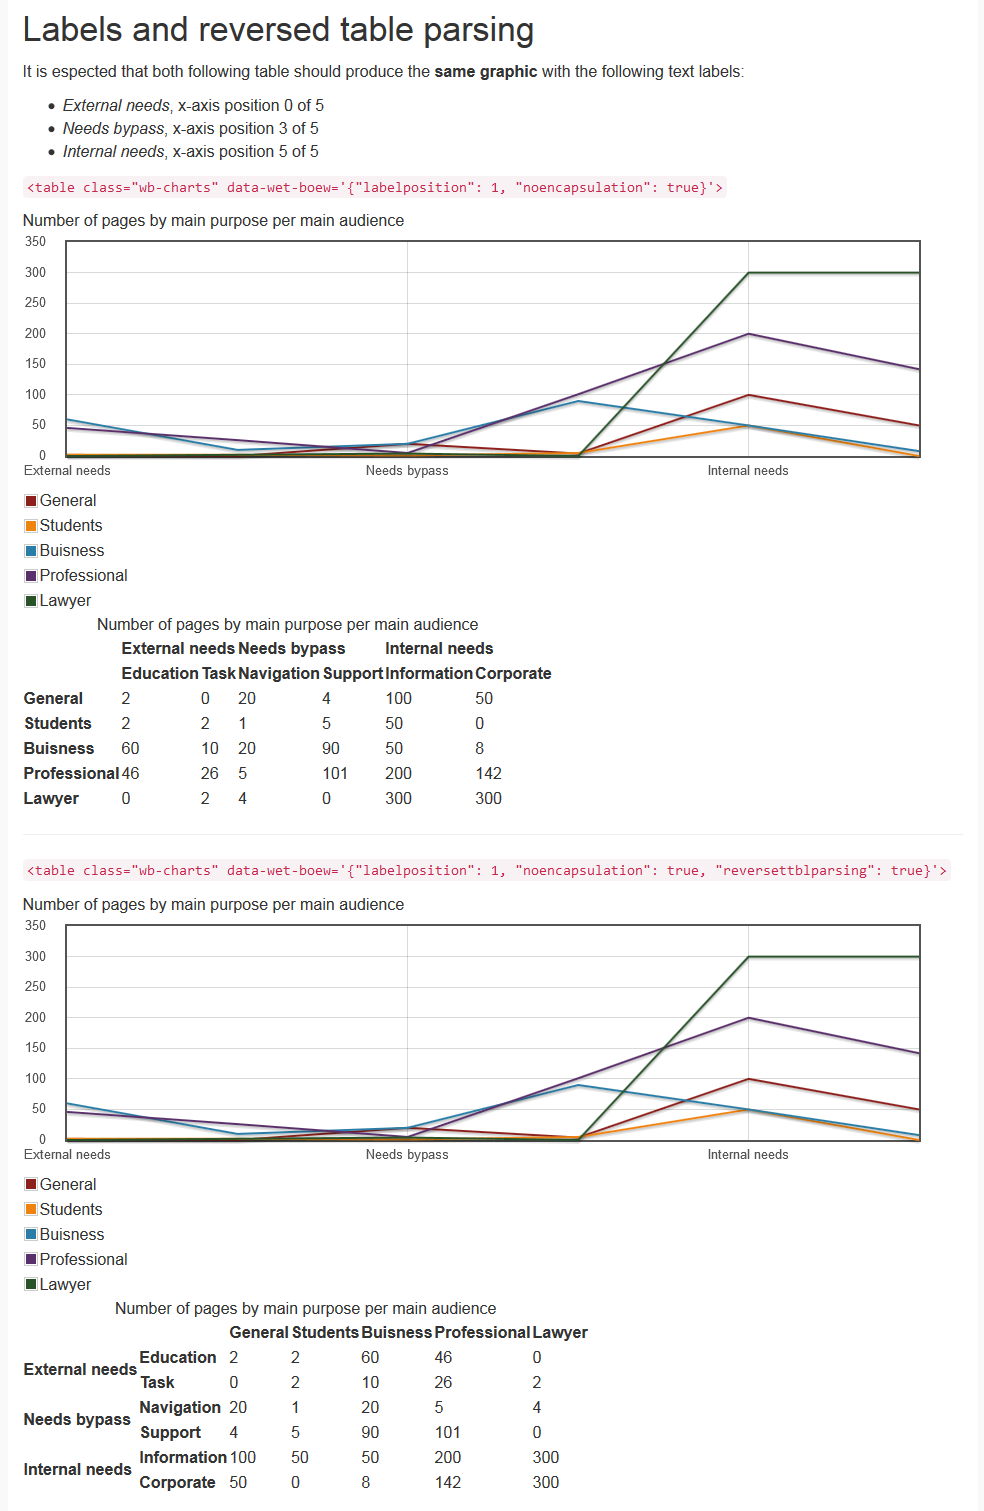 Labels and reversed table parsing
It is espected that both following table should produce the same graphic with the following text labels:
• External needs, x-axis position 0 of 5
• Needs bypass, x-axis position 3 of 5
• Internal needs, x-axis position 5 of 5
<table class="wb-charts" data-wet-boew='{"labelposition": 1, "noencapsulation": true}'>
Number of pages by main purpose per main audience
350
300
250
200
150
100
50
0
External needs Needs bypass Internal needs
General
Students
Buisness
Professional
Lawyer
Number of pages by main purpose per main audience
External needs Needs bypass Internal needs
Education Task Navigation Support Information Corporate
General 2 0 20 4 100 50
Students 2 2 1 5 50 0
Buisness 60 10 20 90 50 8
Professional 46 26 5 101 200 142
Lawyer 0 2 4 0 300 300
<table class="wb-charts" data-wet-boew='{"labelposition": 1, "noencapsulation": true, "reversettblparsing": true}'>
Number of pages by main purpose per main audience
350
300
250
200
150
100
50
0
External needs Needs bypass Internal needs
General
Students
Buisness
Professional
Lawyer
Number of pages by main purpose per main audience
General Students Buisness Professional Lawyer
External needs Education 2 2 60 46 0
Task 0 2 10 26 2
Needs bypass Navigation 20 1 20 5 4
Support 4 5 90 101 0
Internal needs Information 100 50 50 200 300
Corporate 50 0 8 142 300